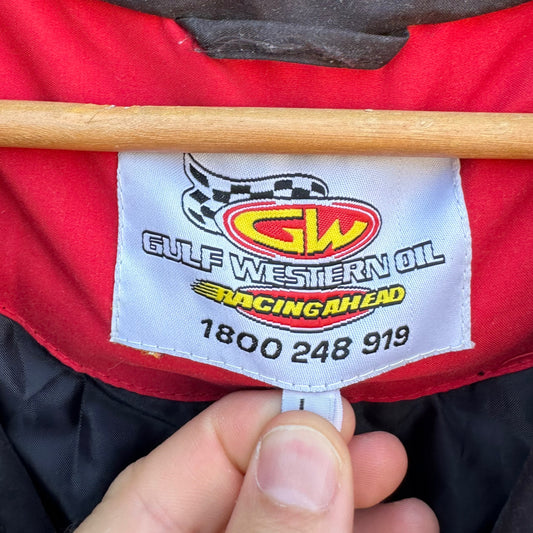 GW
GULF WESTERN OIL
RACING AHEAD
1800 248 919